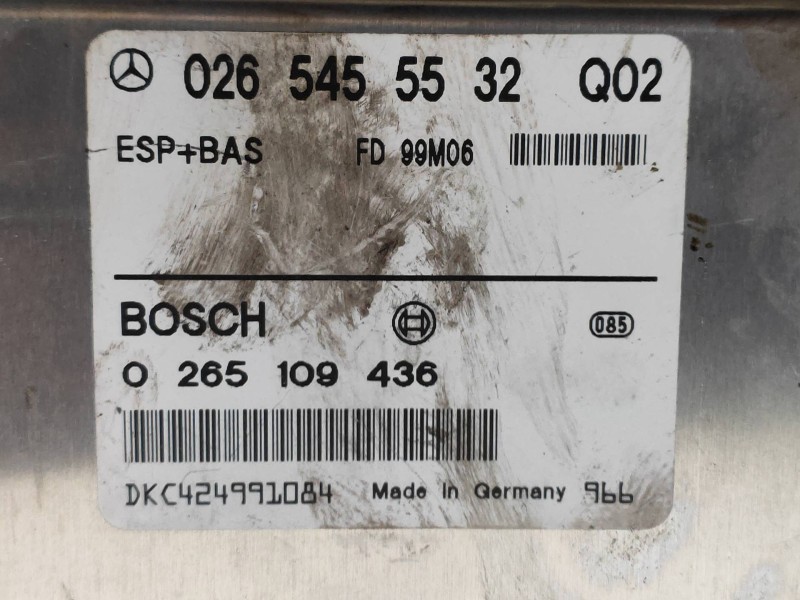 026 545 55 32 Q02
ESP+BAS FD 99M06
BOSCH 085
0 265 109 436
DKC424991084 Made in Germany 966